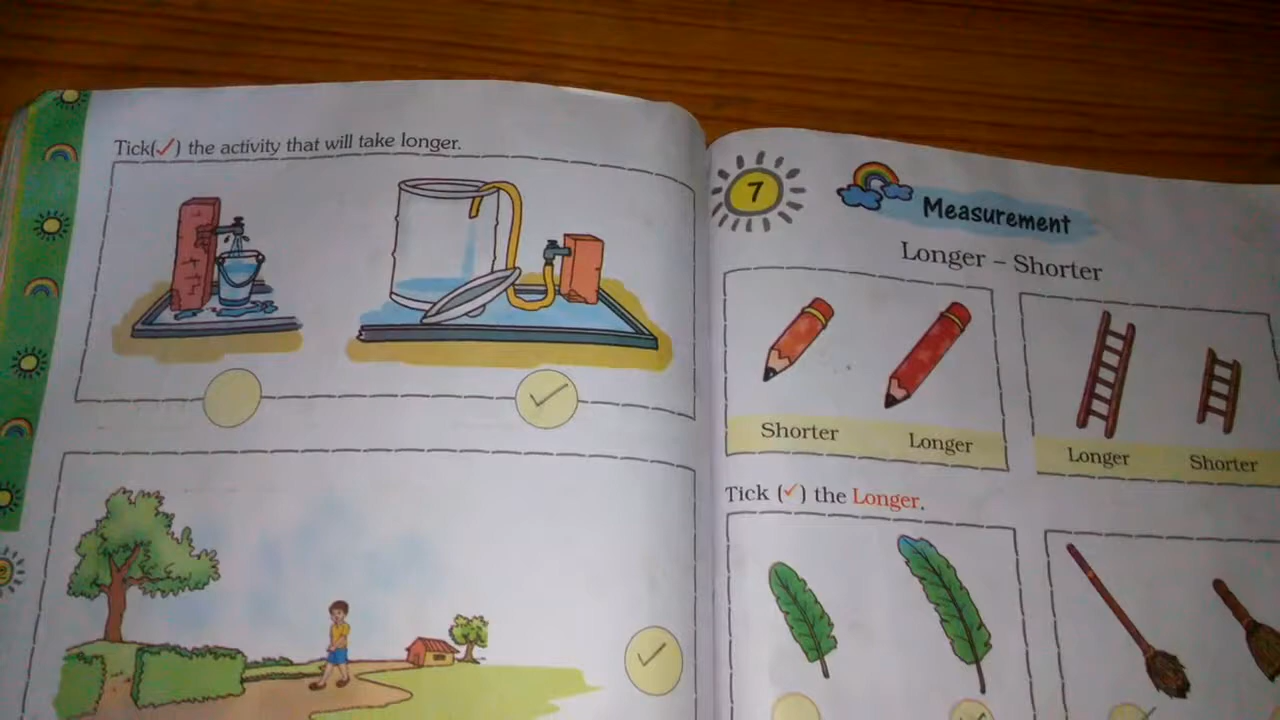 Tick(✓) the activity that will take longer.
7
Measurement
Longer – Shorter
Shorter
Longer
Longer
Shorter
Tick (✓) the Longer.